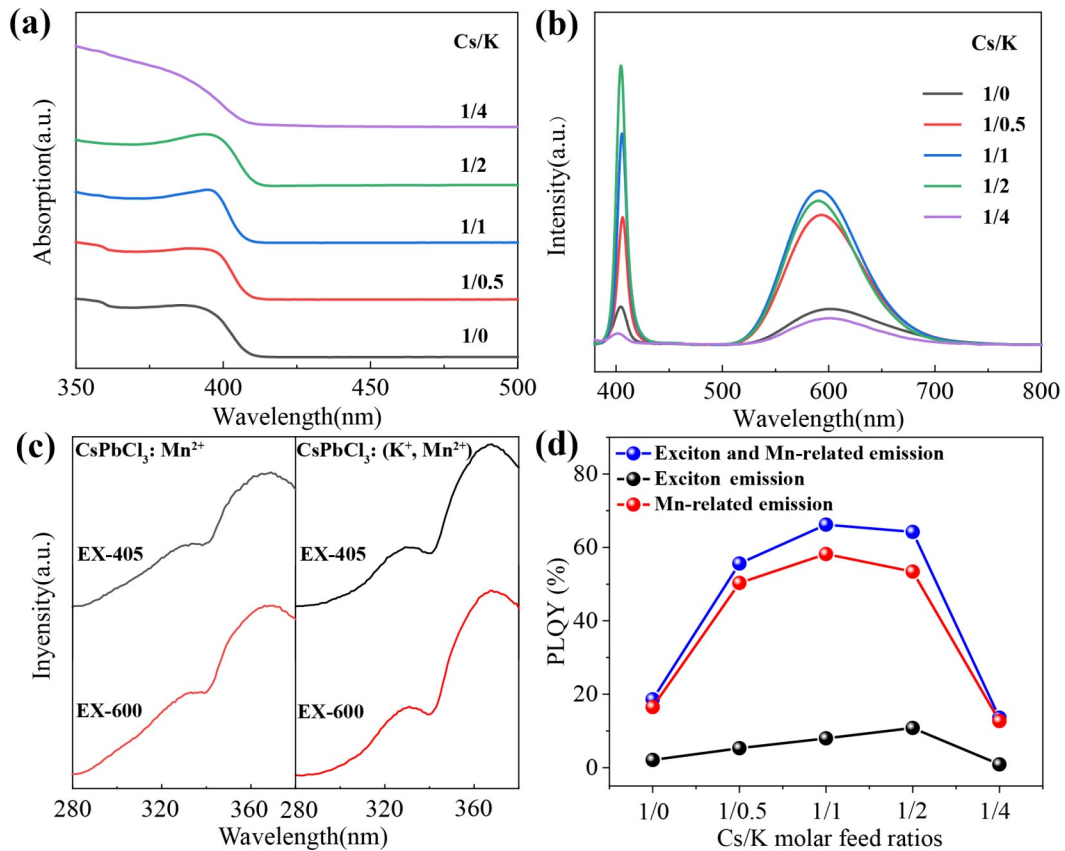 (a)
Cs/K
1/4
1/2
1/1
1/0.5
1/0
Absorption(a.u.)
350
400
450
500
Wavelength(nm)
(b)
Cs/K
1/0
1/0.5
1/1
1/2
1/4
Intensity(a.u.)
400
500
600
700
800
Wavelength(nm)
(c)
CsPbCl3: Mn2+
CsPbCl3: (K+, Mn2+)
EX-405
EX-405
EX-600
EX-600
Inyensity(a.u.)
280
320
360
280
320
360
Wavelength(nm)
(d)
Exciton and Mn-related emission
Exciton emission
Mn-related emission
PLQY (%)
80
60
40
20
0
1/0
1/0.5
1/1
1/2
1/4
Cs/K molar feed ratios